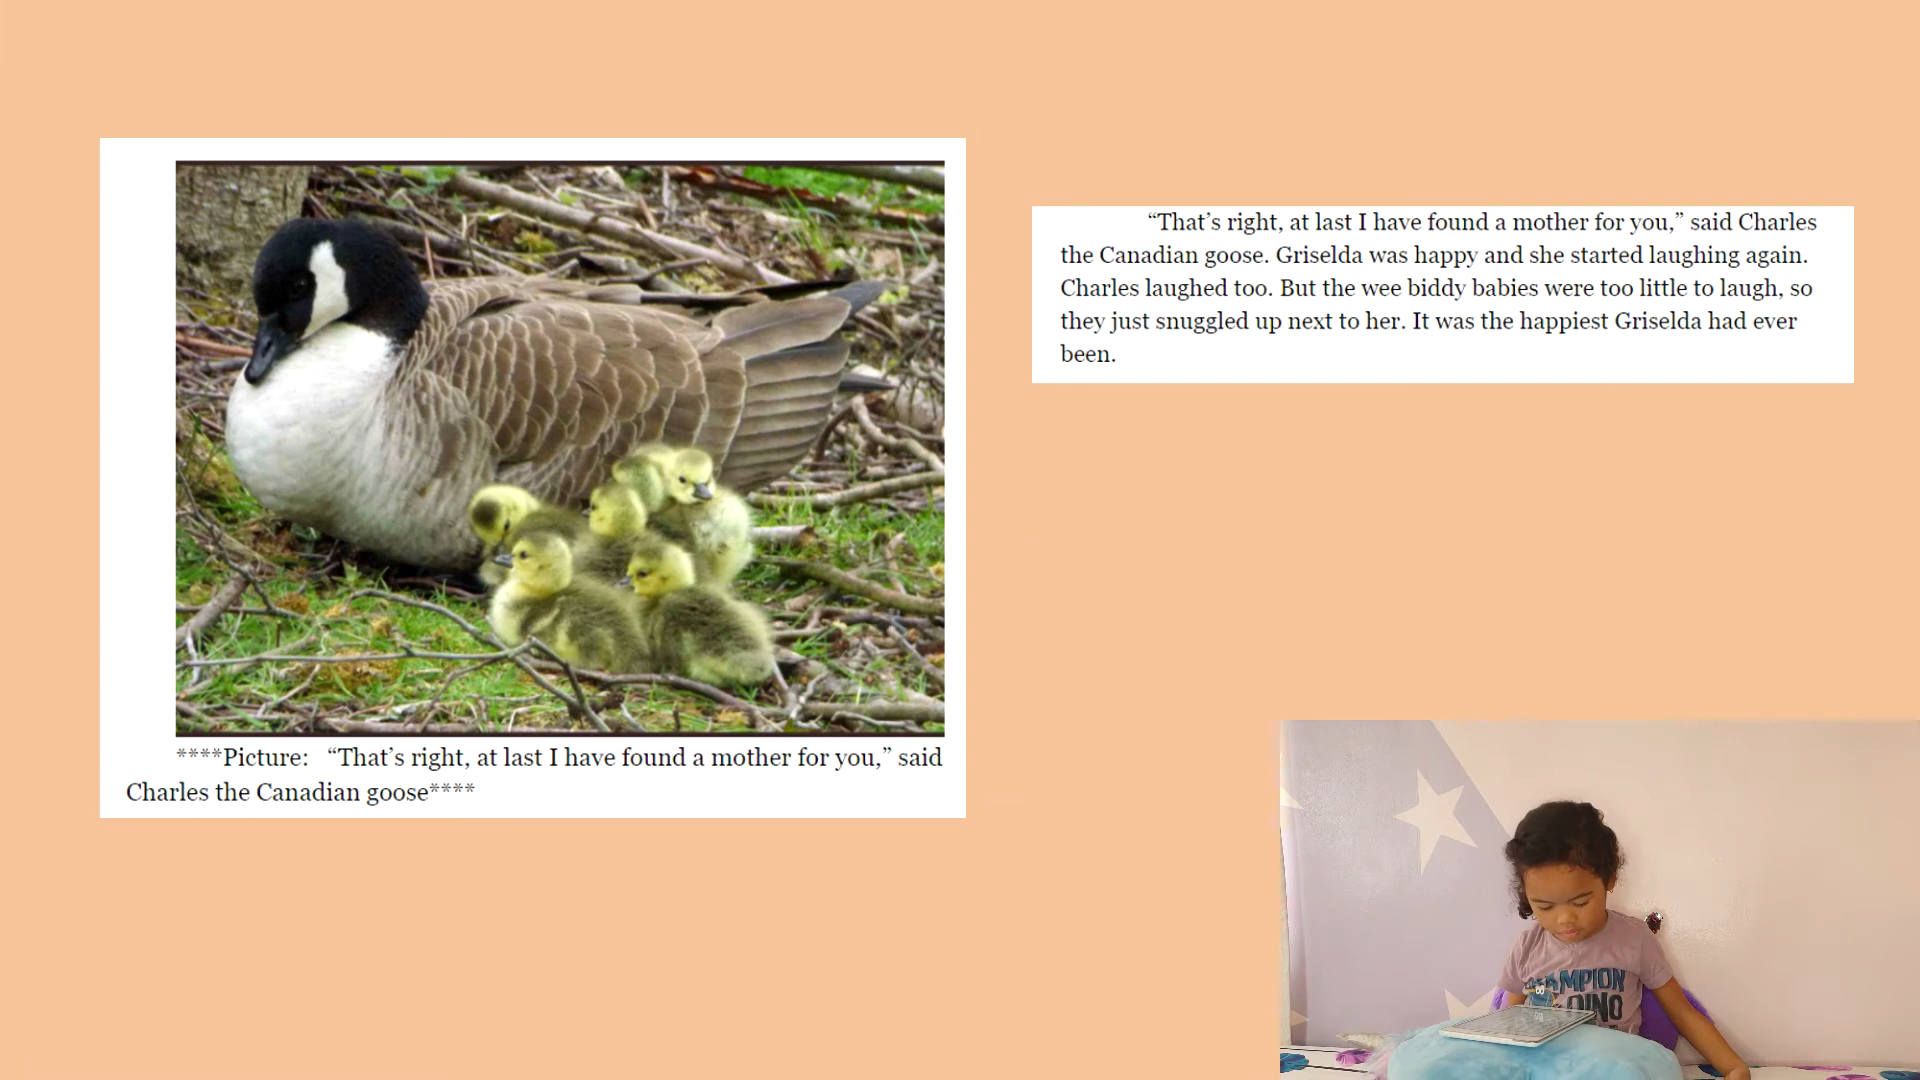 ****Picture: “That’s right, at last I have found a mother for you,” said
Charles the Canadian goose****
“That’s right, at last I have found a mother for you,” said Charles
the Canadian goose. Griselda was happy and she started laughing again.
Charles laughed too. But the wee biddy babies were too little to laugh, so
they just snuggled up next to her. It was the happiest Griselda had ever
been.
DINO